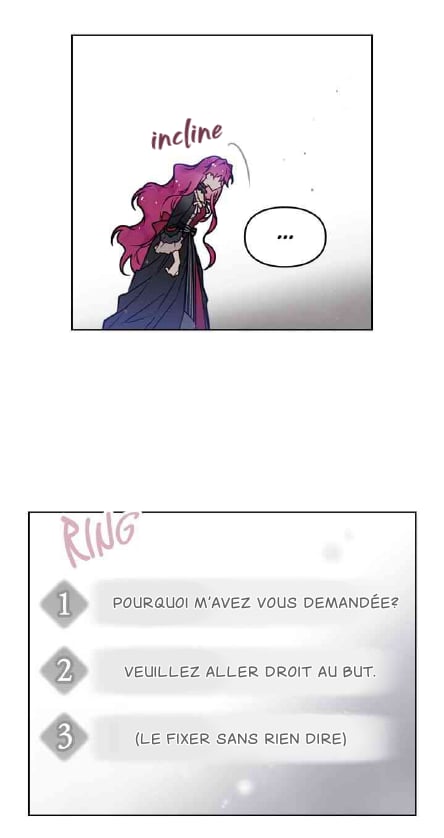 incline
...
RING
1 POURQUOI M'AVEZ VOUS DEMANDÉE?
2 VEUILLEZ ALLER DROIT AU BUT.
3 (LE FIXER SANS RIEN DIRE)